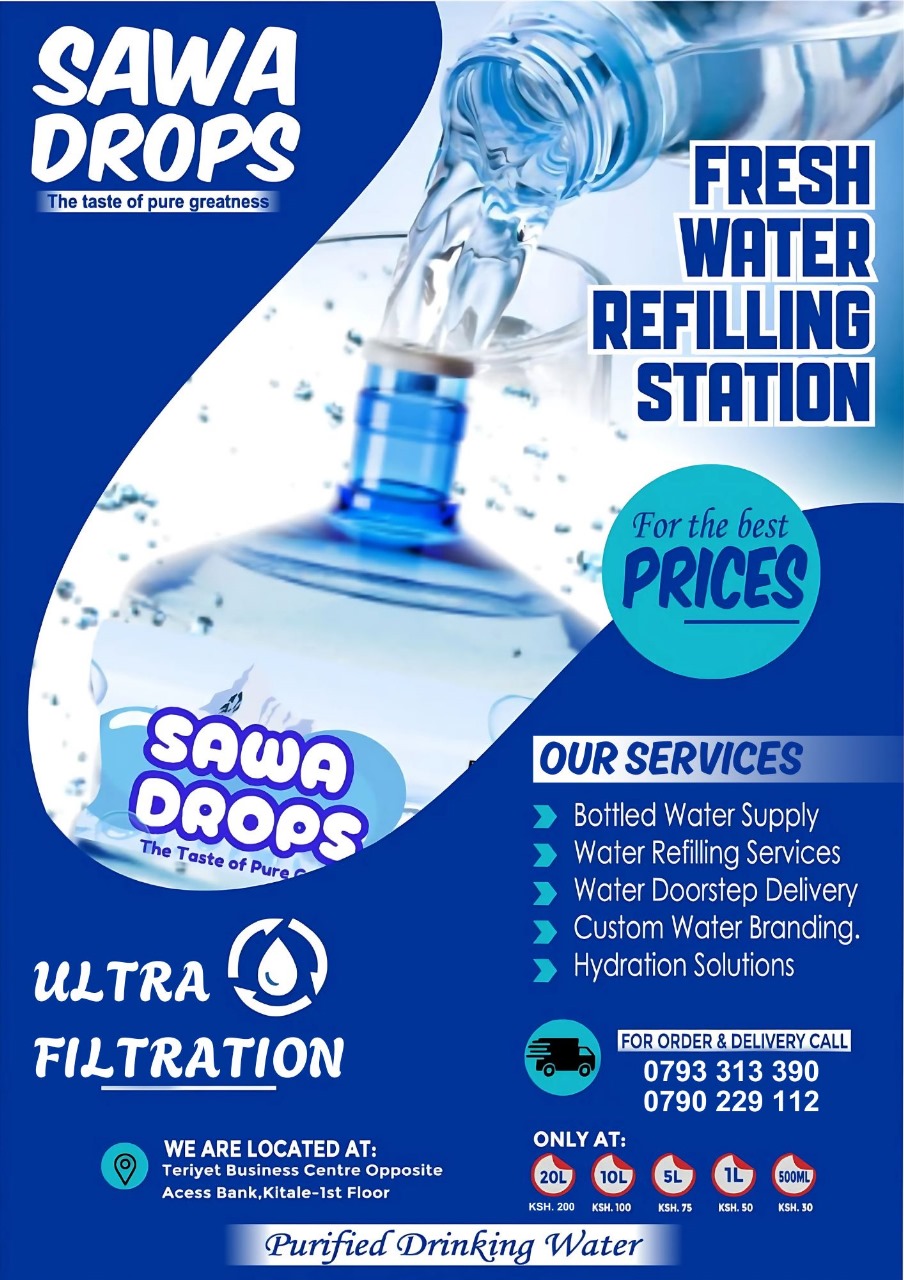 SAWA
DROPS
The taste of pure greatness
FRESH
WATER
REFILLING
STATION
For the best
PRICES
SAWA
DROPS
The Taste of Pure
OUR SERVICES
Bottled Water Supply
Water Refilling Services
Water Doorstep Delivery
Custom Water Branding.
Hydration Solutions
ULTRA
FILTRATION
FOR ORDER & DELIVERY CALL
0793 313 390
0790 229 112
WE ARE LOCATED AT:
Teriyet Business Centre Opposite
Acess Bank,Kitale-1st Floor
ONLY AT:
20L 10L 5L 1L 500ML
KSH. 200 KSH. 100 KSH. 75 KSH. 50 KSH. 30
Purified Drinking Water